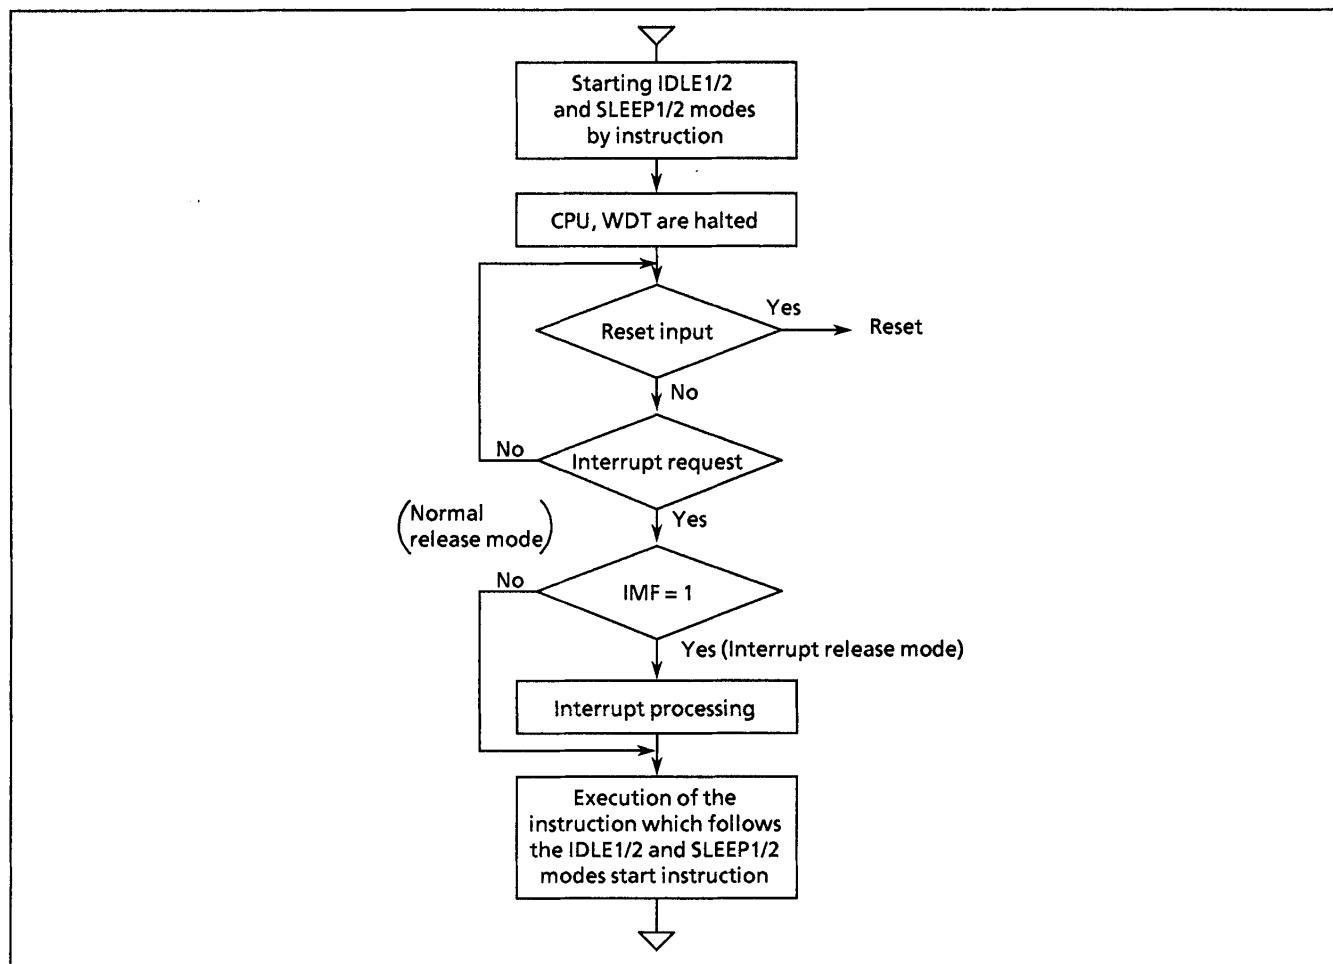 Starting IDLE1/2
and SLEEP1/2 modes
by instruction
CPU, WDT are halted
Yes
Reset input
Reset
No
No
Interrupt request
Yes
(Normal
release mode)
No
IMF = 1
Yes (Interrupt release mode)
Interrupt processing
Execution of the
instruction which follows
the IDLE1/2 and SLEEP1/2
modes start instruction